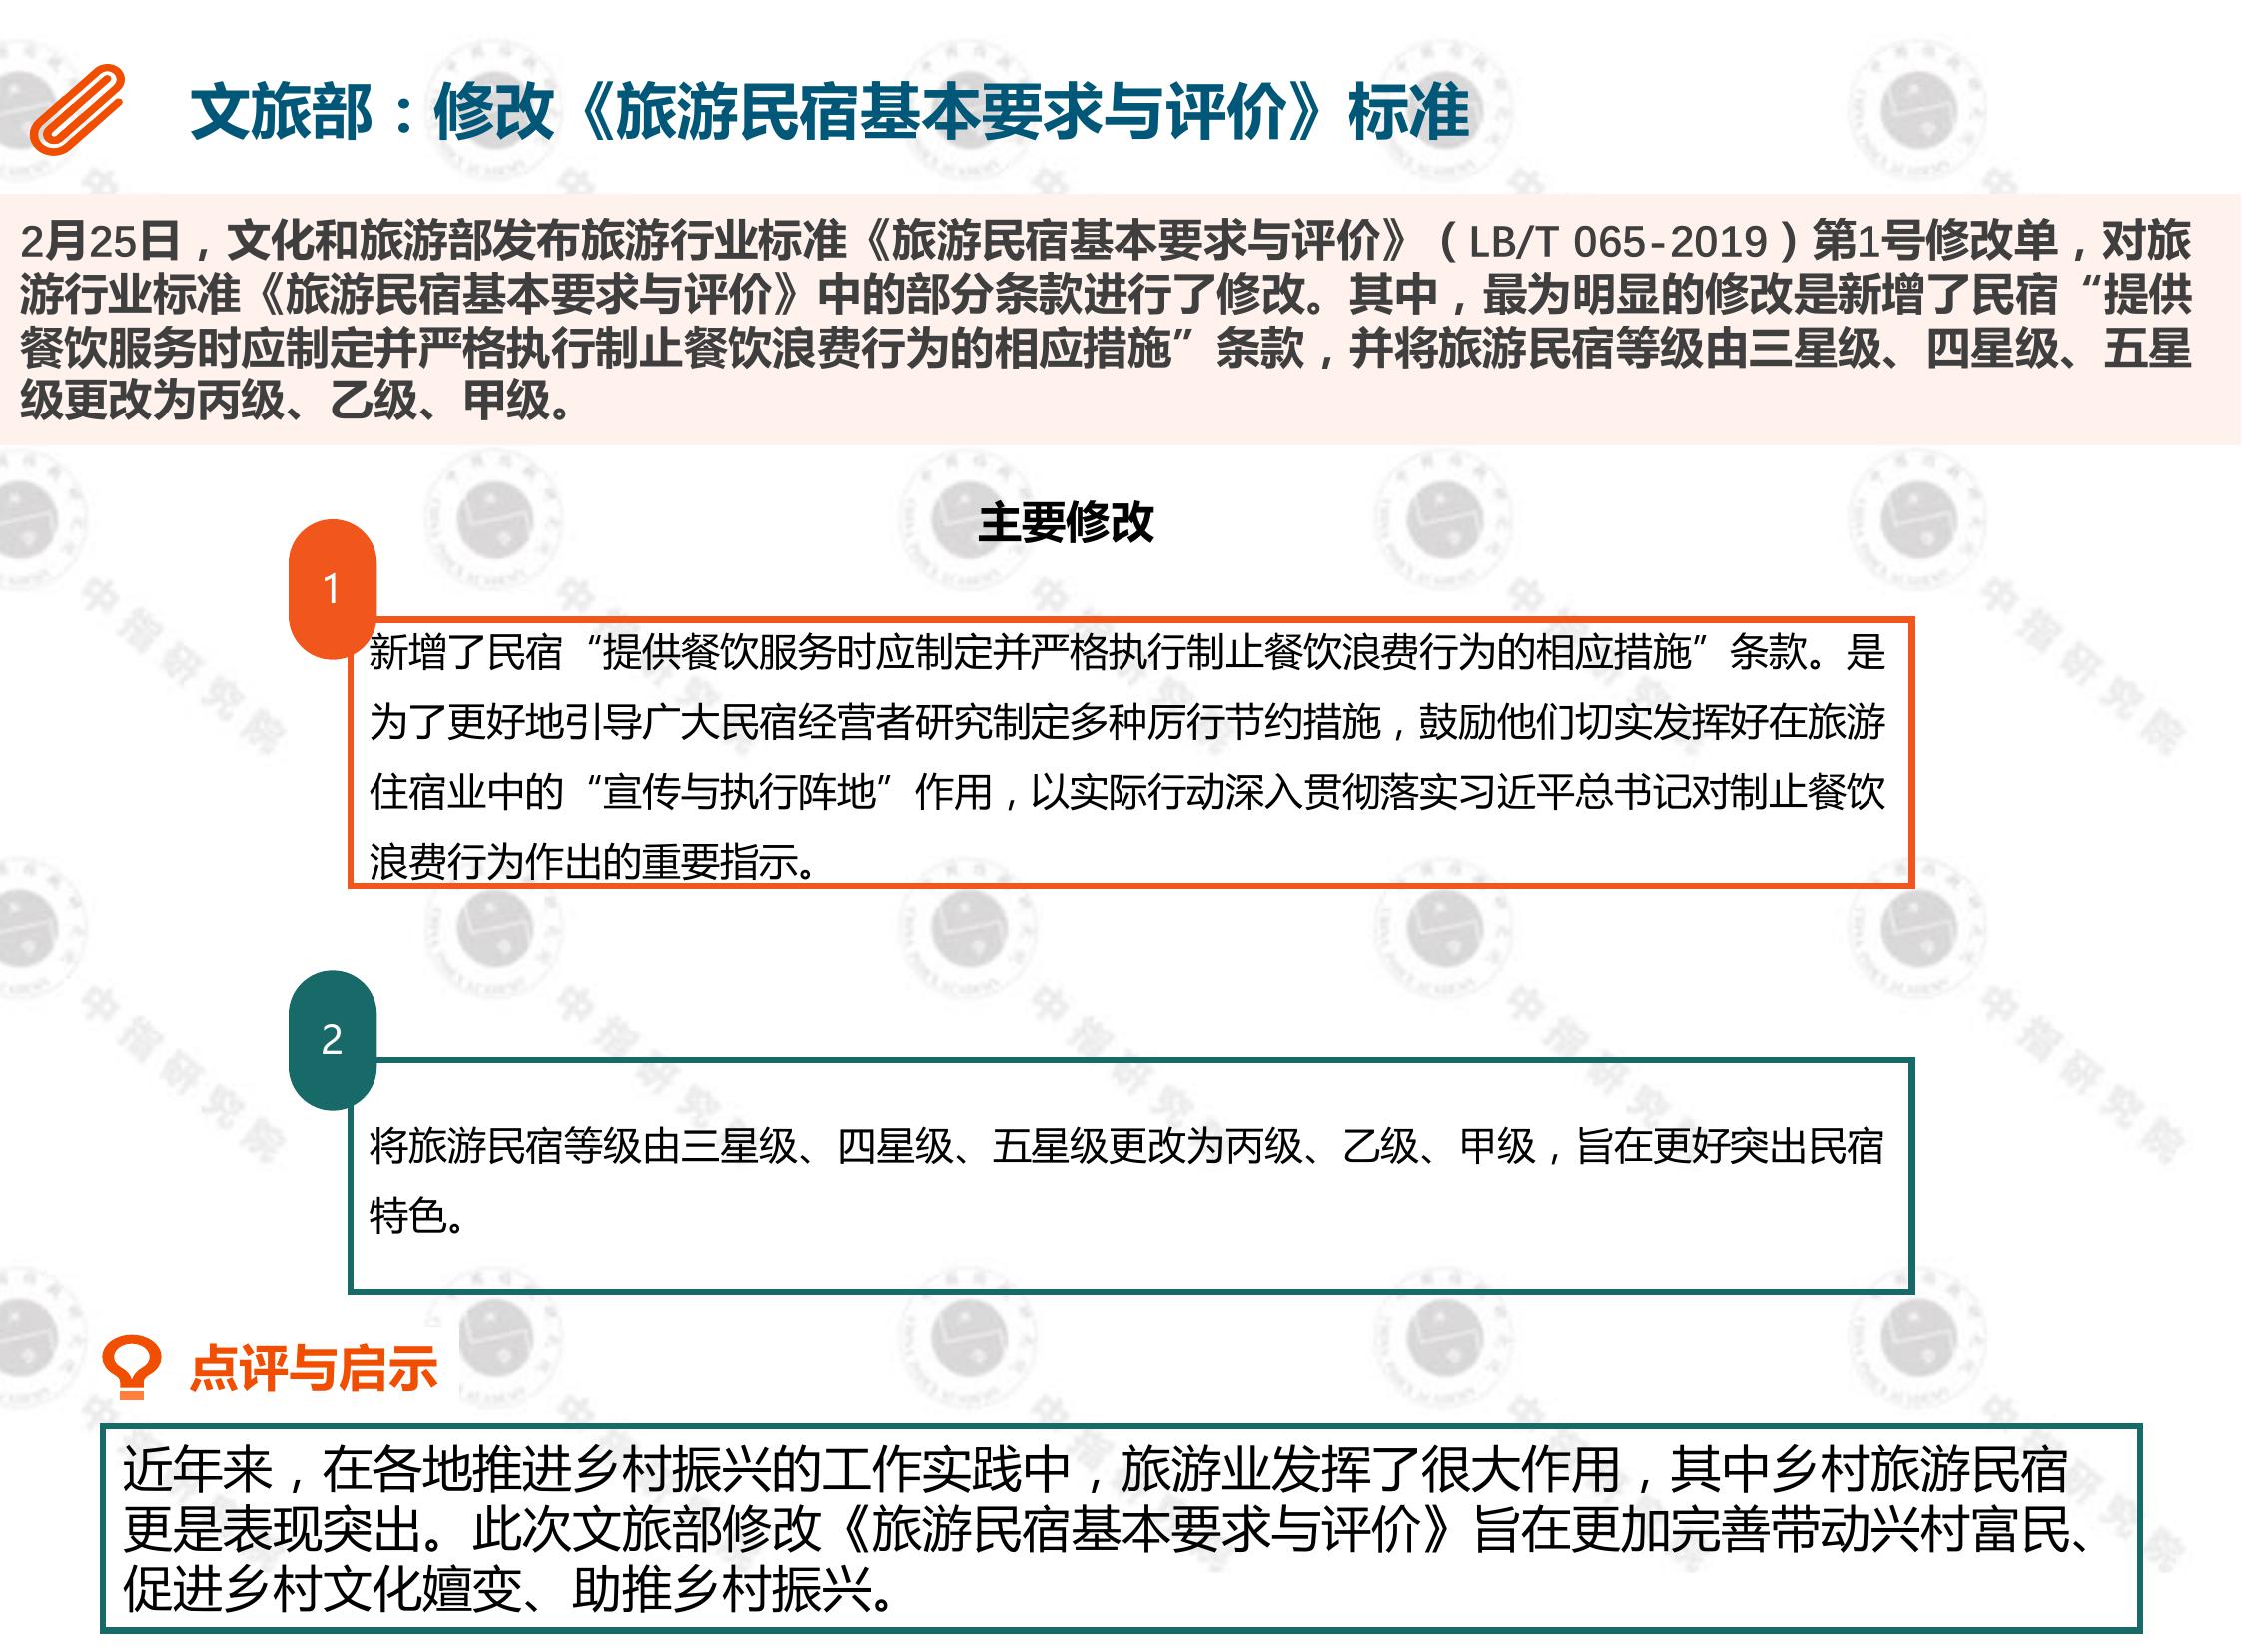 文旅部：修改《旅游民宿基本要求与评价》标准
2月25日，文化和旅游部发布旅游行业标准《旅游民宿基本要求与评价》（LB/T 065-2019）第1号修改单，对旅
游行业标准《旅游民宿基本要求与评价》中的部分条款进行了修改。其中，最为明显的修改是新增了民宿“提供
餐饮服务时应制定并严格执行制止餐饮浪费行为的相应措施”条款，并将旅游民宿等级由三星级、四星级、五星
级更改为丙级、乙级、甲级。
主要修改
1
新增了民宿“提供餐饮服务时应制定并严格执行制止餐饮浪费行为的相应措施”条款。是
为了更好地引导广大民宿经营者研究制定多种厉行节约措施，鼓励他们切实发挥好在旅游
住宿业中的“宣传与执行阵地”作用，以实际行动深入贯彻落实习近平总书记对制止餐饮
浪费行为作出的重要指示。
2
将旅游民宿等级由三星级、四星级、五星级更改为丙级、乙级、甲级，旨在更好突出民宿
特色。
点评与启示
近年来，在各地推进乡村振兴的工作实践中，旅游业发挥了很大作用，其中乡村旅游民宿
更是表现突出。此次文旅部修改《旅游民宿基本要求与评价》旨在更加完善带动兴村富民、
促进乡村文化嬗变、助推乡村振兴。
中指研究院